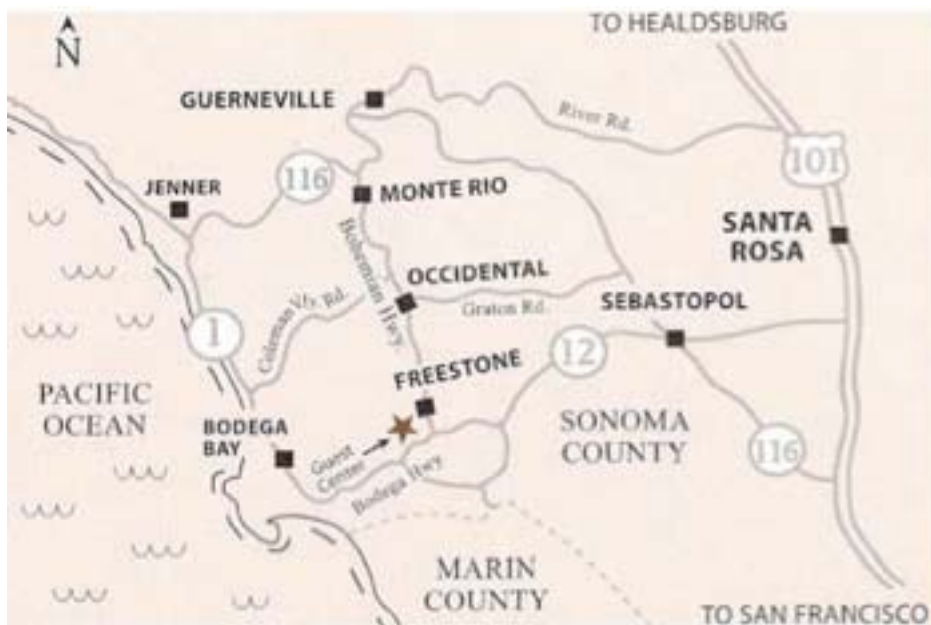 TO HEALDSBURG
N
GUERNEVILLE
River Rd.
101
JENNER
116
MONTE RIO
SANTA
ROSA
Bohemian Hwy.
OCCIDENTAL
Coleman Vly. Rd.
Graton Rd.
SEBASTOPOL
1
12
FREESTONE
PACIFIC
OCEAN
BODEGA
BAY
SONOMA
COUNTY
116
Guest
Center
Bodega Hwy
MARIN
COUNTY
TO SAN FRANCISCO